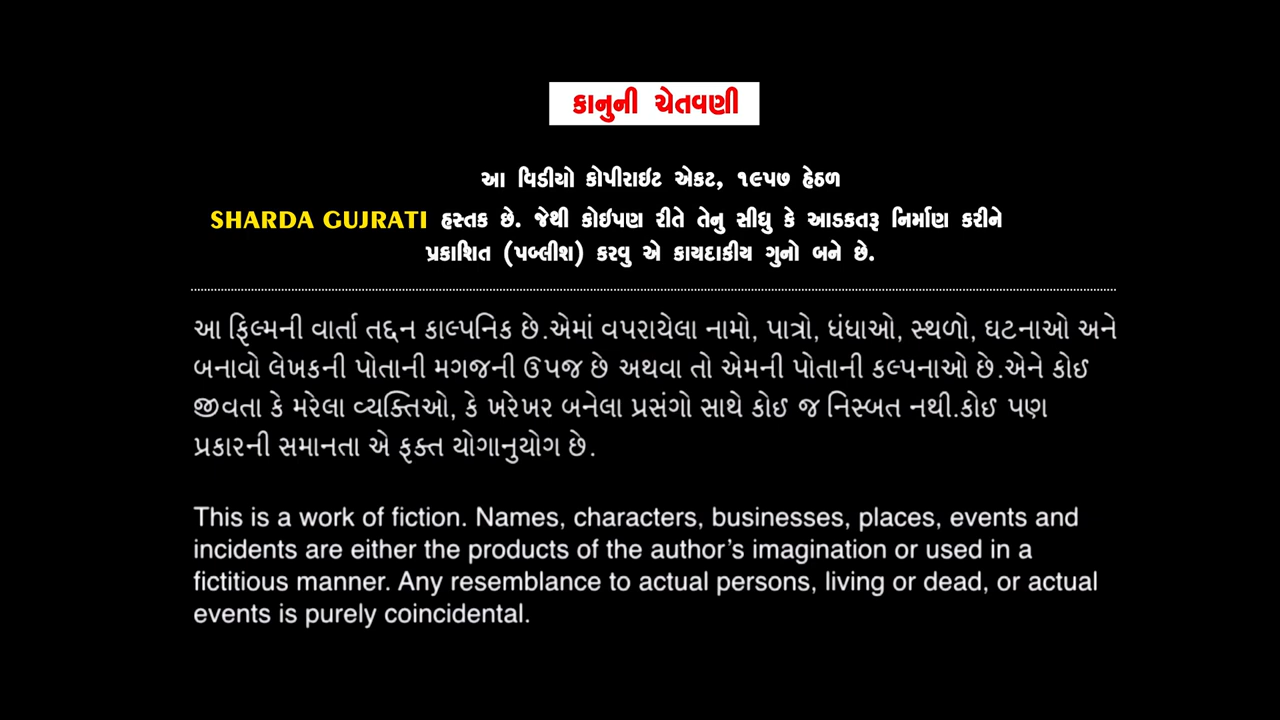 કાનુની ચેતવણી
આ વિડીયો કોપીરાઇટ એકટ, ૧૯૫૭ હેઠળ
SHARDA GUJRATI હસ્તક છે. જેથી કોઇપણ રીતે તેનુ સીધુ કે આડકતરૂ નિર્માણ કરીને
પ્રકાશિત (પબ્લીશ) કરવુ એ કાયદાકીય ગુનો બને છે.
આ ફિલ્મની વાર્તા તદ્દન કાલ્પનિક છે.એમાં વપરાયેલા નામો, પાત્રો, ધંધાઓ, સ્થળો, ઘટનાઓ અને
બનાવો લેખકની પોતાની મગજની ઉપજ છે અથવા તો એમની પોતાની કલ્પનાઓ છે.એને કોઈ
જીવતા કે મરેલા વ્યક્તિઓ, કે ખરેખર બનેલા પ્રસંગો સાથે કોઈ જ નિસ્બત નથી.કોઈ પણ
પ્રકારની સમાનતા એ ફક્ત યોગાનુયોગ છે.
This is a work of fiction. Names, characters, businesses, places, events and
incidents are either the products of the author’s imagination or used in a
fictitious manner. Any resemblance to actual persons, living or dead, or actual
events is purely coincidental.